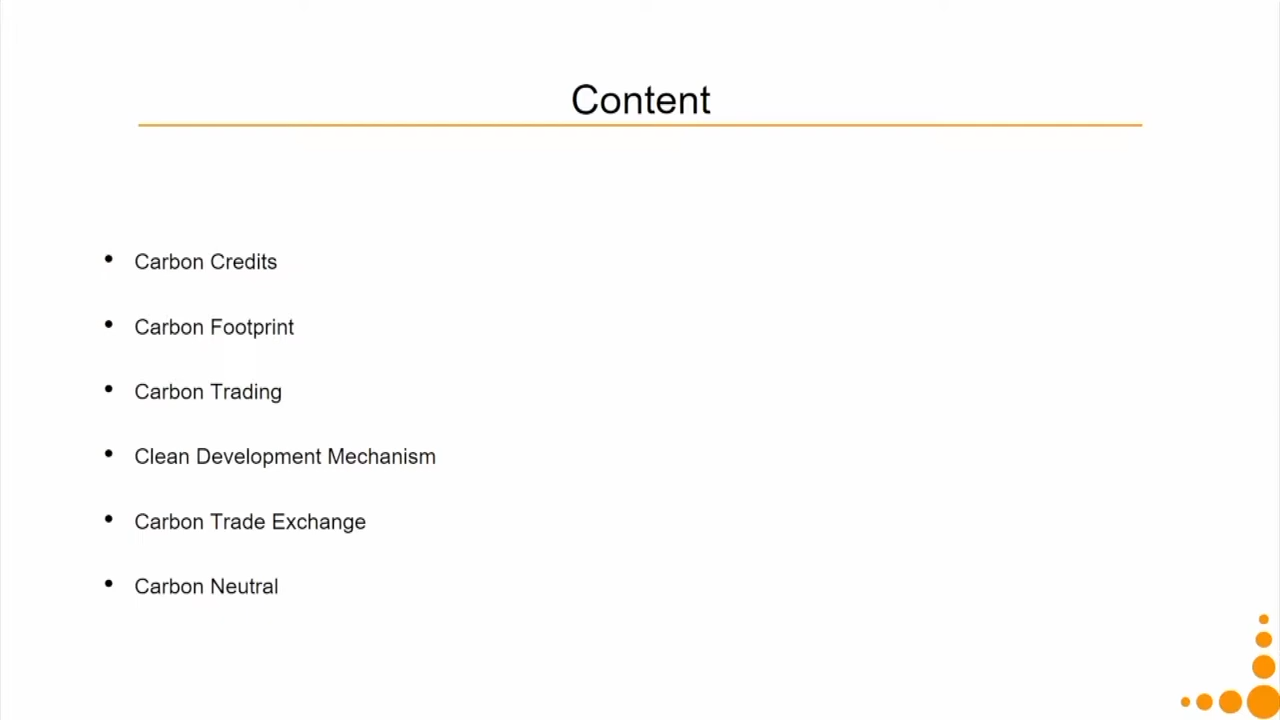 Content
• Carbon Credits
• Carbon Footprint
• Carbon Trading
• Clean Development Mechanism
• Carbon Trade Exchange
• Carbon Neutral